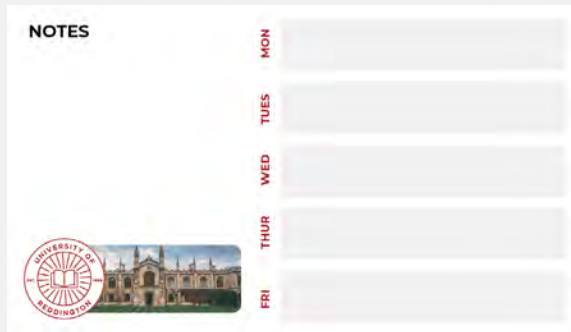 NOTES
MON
TUES
WED
THUR
FRI
UNIVERSITY OF
REDDINGTON